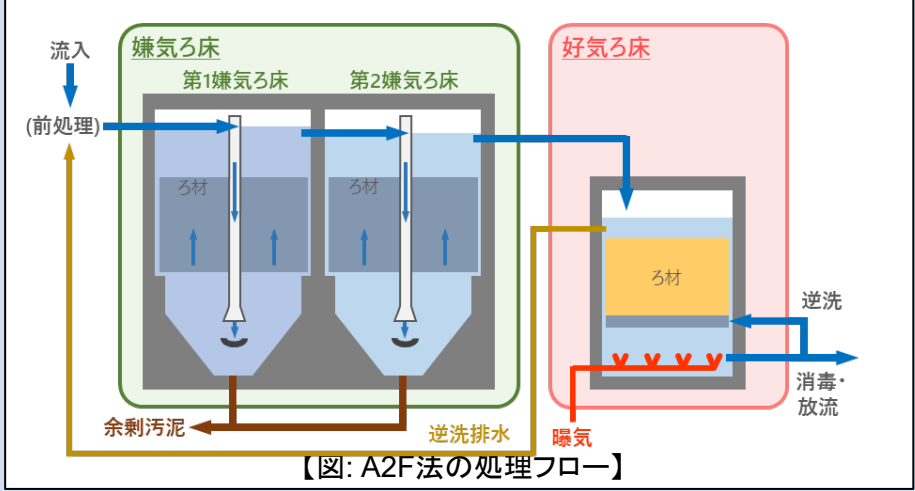 嫌気ろ床
好気ろ床
流入
第1嫌気ろ床
第2嫌気ろ床
(前処理)
ろ材
ろ材
ろ材
逆洗
消毒・
放流
余剰汚泥
逆洗排水
曝気
【図: A2F法の処理フロー】